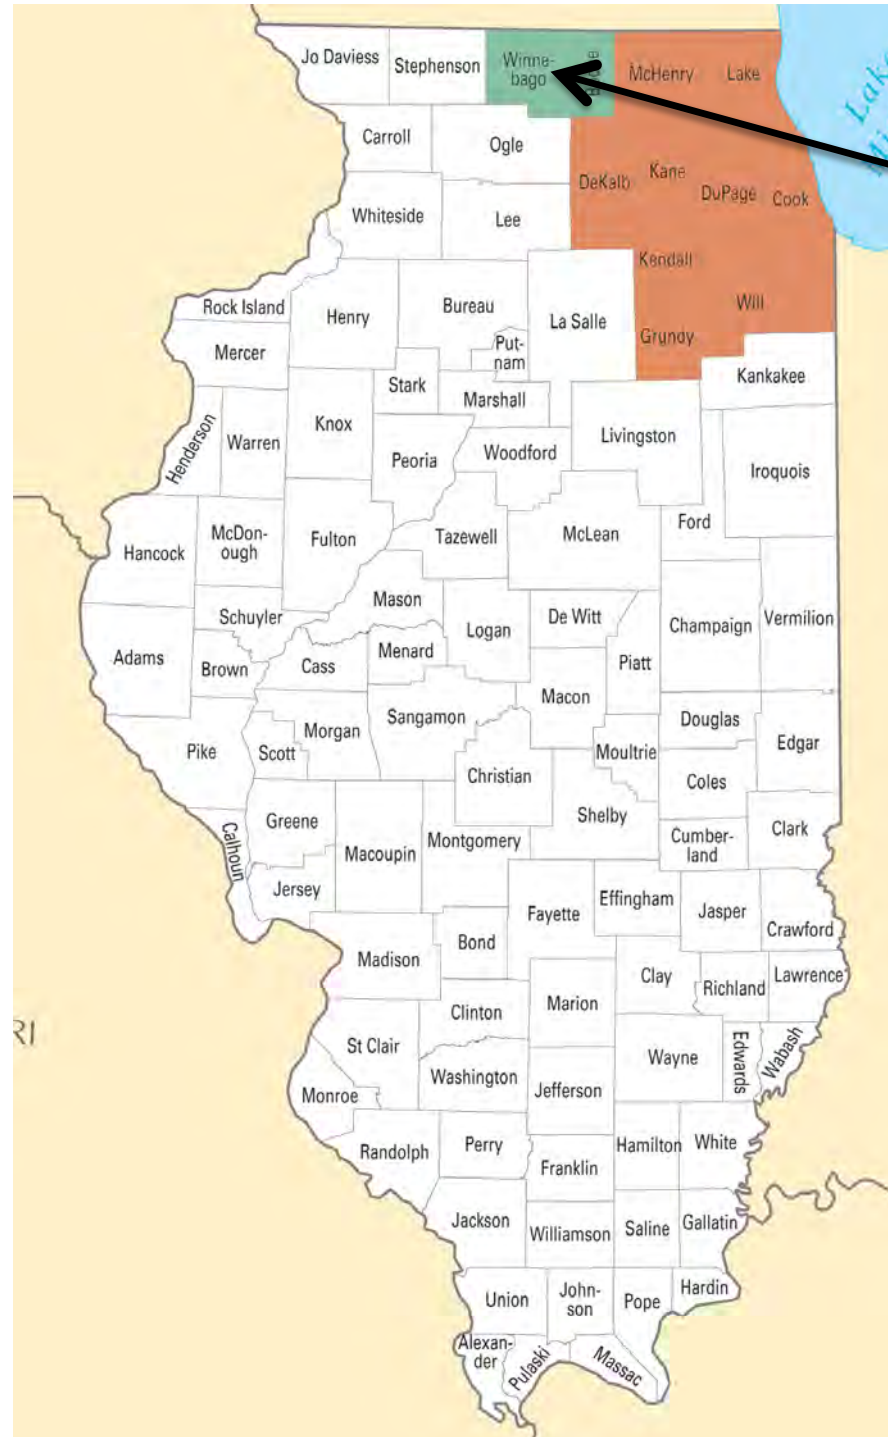 Jo Daviess
Stephenson
Winne-
bago
McHenry
Lake
Lake
Carroll
Ogle
DeKalb
Kane
DuPage
Cook
Whiteside
Lee
Kendall
Rock Island
Henry
Bureau
La Salle
Will
Mercer
Put-
nam
Grundy
Kankakee
Stark
Marshall
Henderson
Warren
Knox
Peoria
Woodford
Livingston
Iroquois
Hancock
McDon-
ough
Fulton
Tazewell
McLean
Ford
Schuyler
Mason
Logan
De Witt
Champaign
Vermilion
Adams
Brown
Cass
Menard
Piatt
Macon
Pike
Scott
Morgan
Sangamon
Douglas
Edgar
Christian
Moultrie
Coles
Calhoun
Greene
Macoupin
Montgomery
Shelby
Cumber-
land
Clark
Jersey
Fayette
Effingham
Jasper
Crawford
Madison
Bond
Clay
Richland
Lawrence
RI
St Clair
Clinton
Marion
Wayne
Edwards
Wabash
Monroe
Washington
Jefferson
Randolph
Perry
Franklin
Hamilton
White
Jackson
Williamson
Saline
Gallatin
Union
John-
son
Pope
Hardin
Alexan-
der
Pulaski
Massac